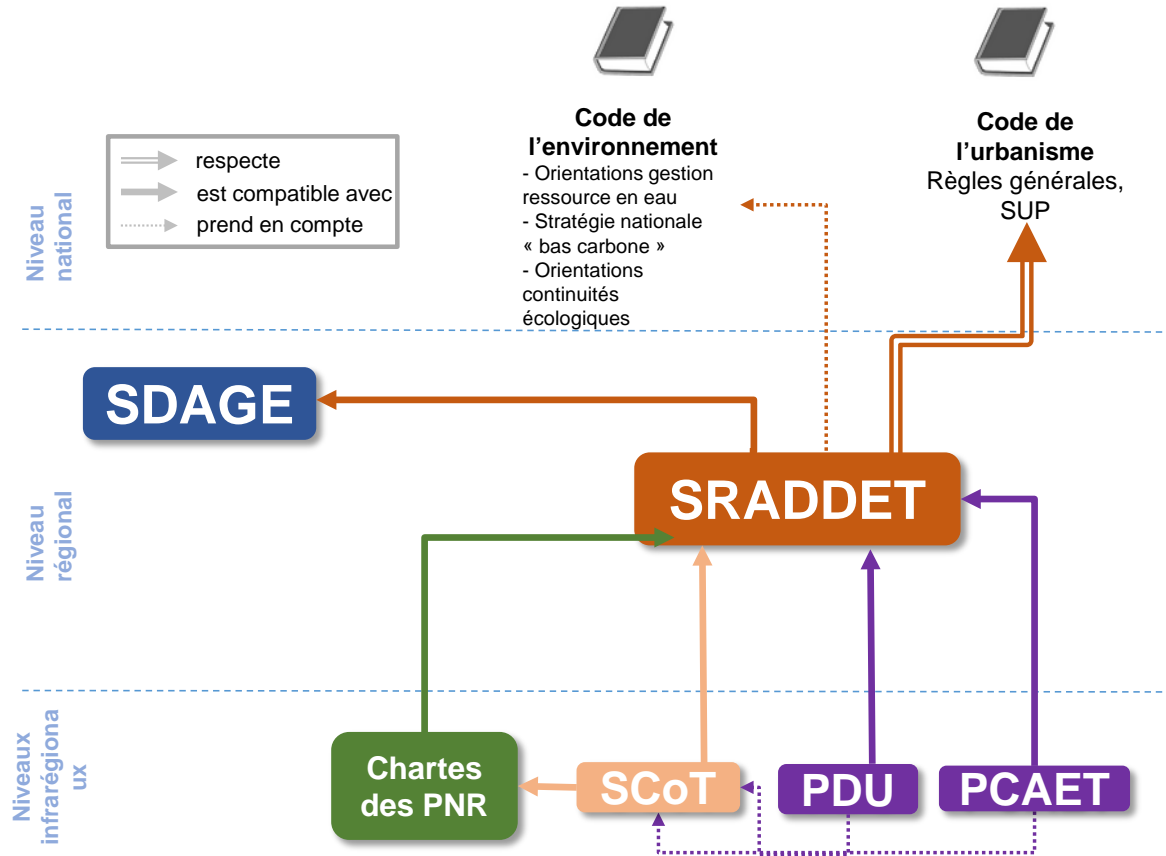 Code de
l'environnement
- Orientations gestion
ressource en eau
- Stratégie nationale
« bas carbone »
- Orientations
continuités
écologiques
Code de
l'urbanisme
Règles générales,
SUP
respecte
est compatible avec
prend en compte
Niveau
national
SDAGE
SRADDET
Niveau
régional
Niveaux
infrarégiona
ux
Chartes
des PNR
SCoT
PDU
PCAET